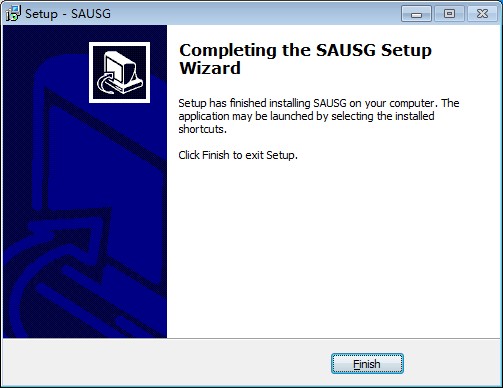 Setup - SAUSG
Completing the SAUSG Setup
Wizard
Setup has finished installing SAUSG on your computer. The
application may be launched by selecting the installed
shortcuts.
Click Finish to exit Setup.
Finish